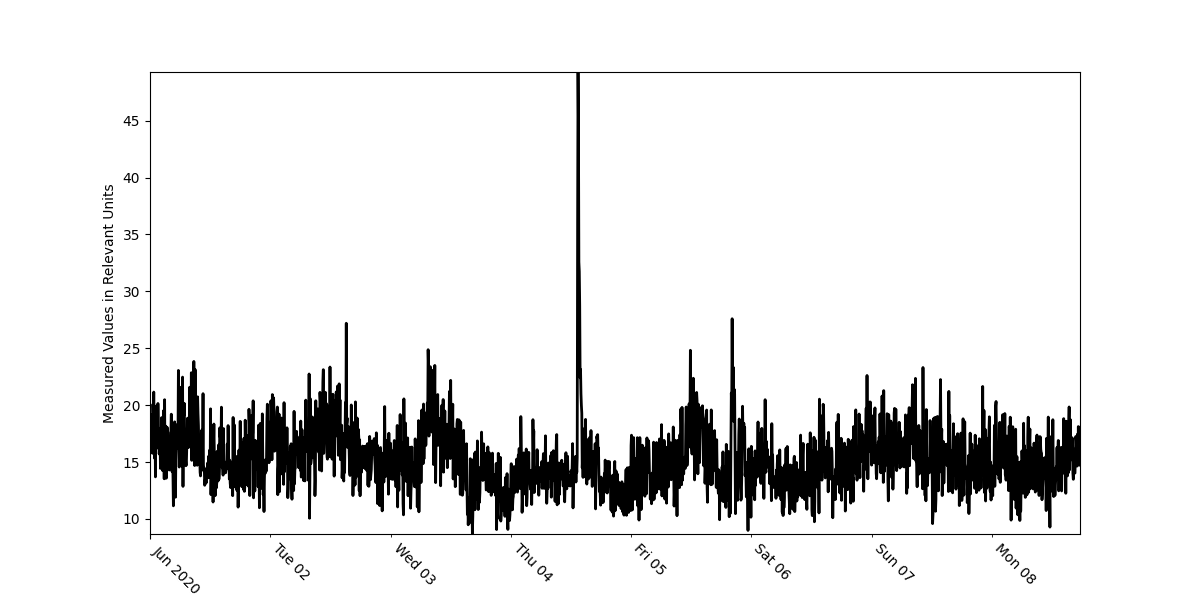 45
40
35
30
25
20
15
10
Measured Values in Relevant Units
Jun 2020
Tue 02
Wed 03
Thu 04
Fri 05
Sat 06
Sun 07
Mon 08